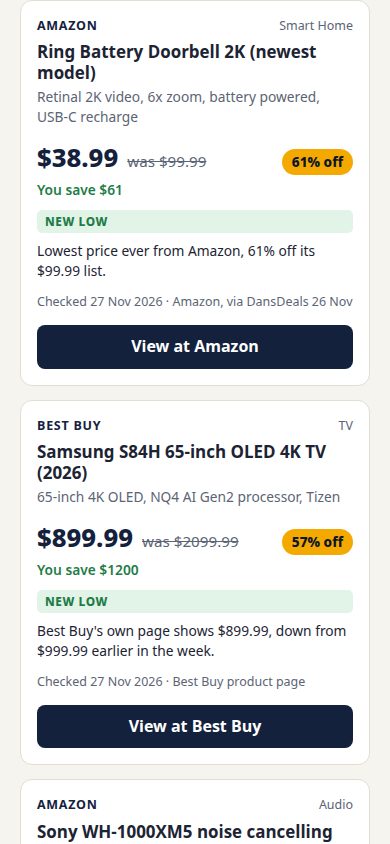 AMAZON Smart Home
Ring Battery Doorbell 2K (newest
model)
Retinal 2K video, 6x zoom, battery powered,
USB-C recharge
$38.99 was $99.99 61% off
You save $61
NEW LOW
Lowest price ever from Amazon, 61% off its
$99.99 list.
Checked 27 Nov 2026 · Amazon, via DansDeals 26 Nov
View at Amazon
BEST BUY TV
Samsung S84H 65-inch OLED 4K TV
(2026)
65-inch 4K OLED, NQ4 AI Gen2 processor, Tizen
$899.99 was $2099.99 57% off
You save $1200
NEW LOW
Best Buy's own page shows $899.99, down from
$999.99 earlier in the week.
Checked 27 Nov 2026 · Best Buy product page
View at Best Buy
AMAZON Audio
Sony WH-1000XM5 noise cancelling